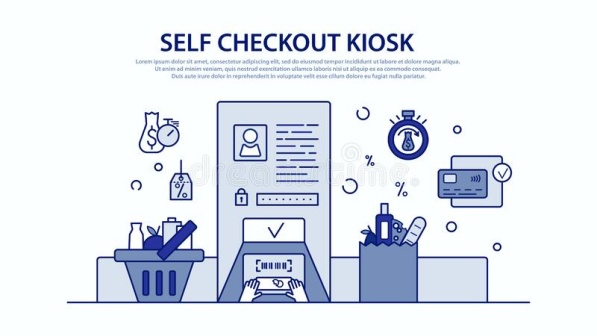 SELF CHECKOUT KIOSK
Lorem ipsum dolor sit amet, consectetur adipiscing elit, sed do eiusmod tempor incididunt ut labore et dolore magna aliqua.
Ut enim ad minim veniam, quis nostrud exercitation ullamco laboris nisi ut aliquip ex ea commodo consequat.
Duis aute irure dolor in reprehenderit in voluptate velit esse cillum dolore eu fugiat nulla pariatur.
$
$
%
%
%
dreamstime